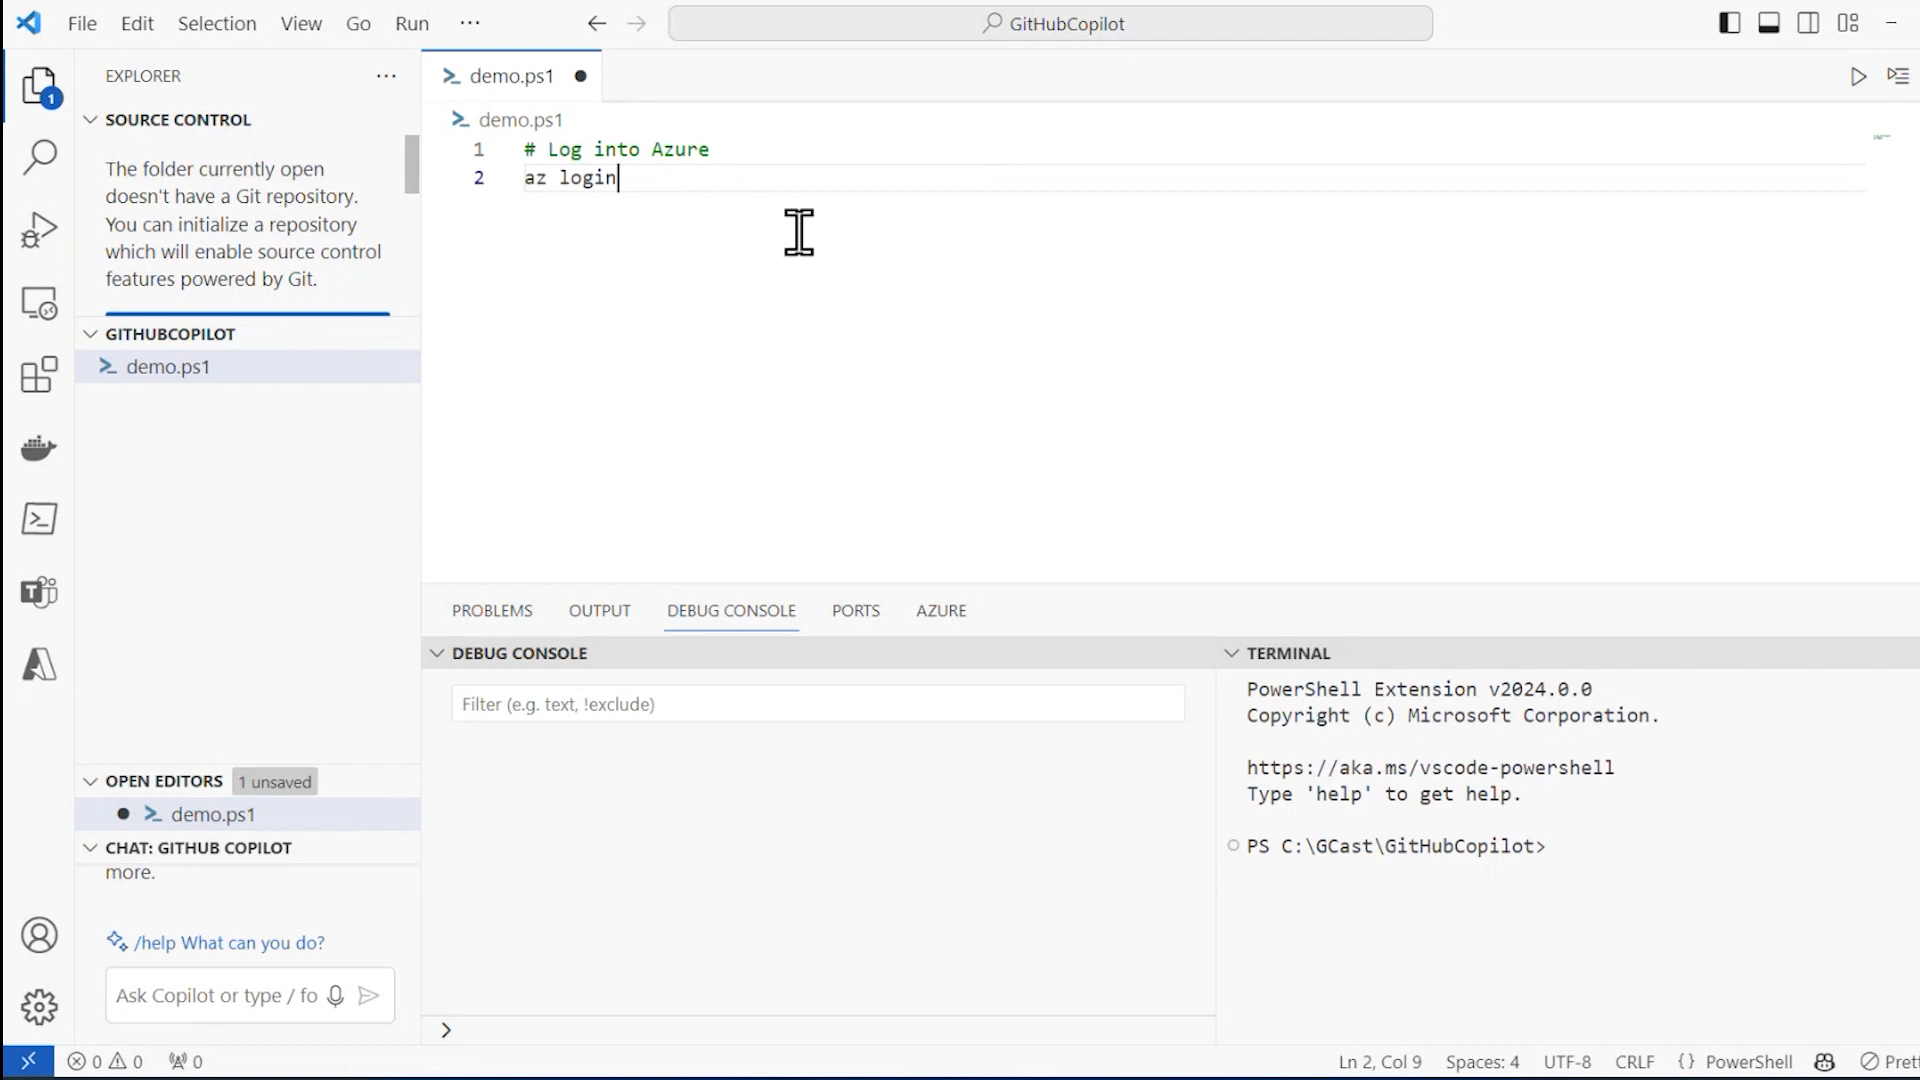 File Edit Selection View Go Run ···
GitHubCopilot
EXPLORER ···
1
SOURCE CONTROL
The folder currently open
doesn't have a Git repository.
You can initialize a repository
which will enable source control
features powered by Git.
GITHUBCOPILOT
demo.ps1
OPEN EDITORS 1 unsaved
demo.ps1
CHAT: GITHUB COPILOT
more.
/help What can you do?
Ask Copilot or type / fo
demo.ps1
demo.ps1
1 # Log into Azure
2 az login
PROBLEMS OUTPUT DEBUG CONSOLE PORTS AZURE
DEBUG CONSOLE
Filter (e.g. text, !exclude)
>
TERMINAL
PowerShell Extension v2024.0.0
Copyright (c) Microsoft Corporation.
https://aka.ms/vscode-powershell
Type 'help' to get help.
PS C:\GCast\GitHubCopilot>
0 0 0 Ln 2, Col 9 Spaces: 4 UTF-8 CRLF {} PowerShell Prett